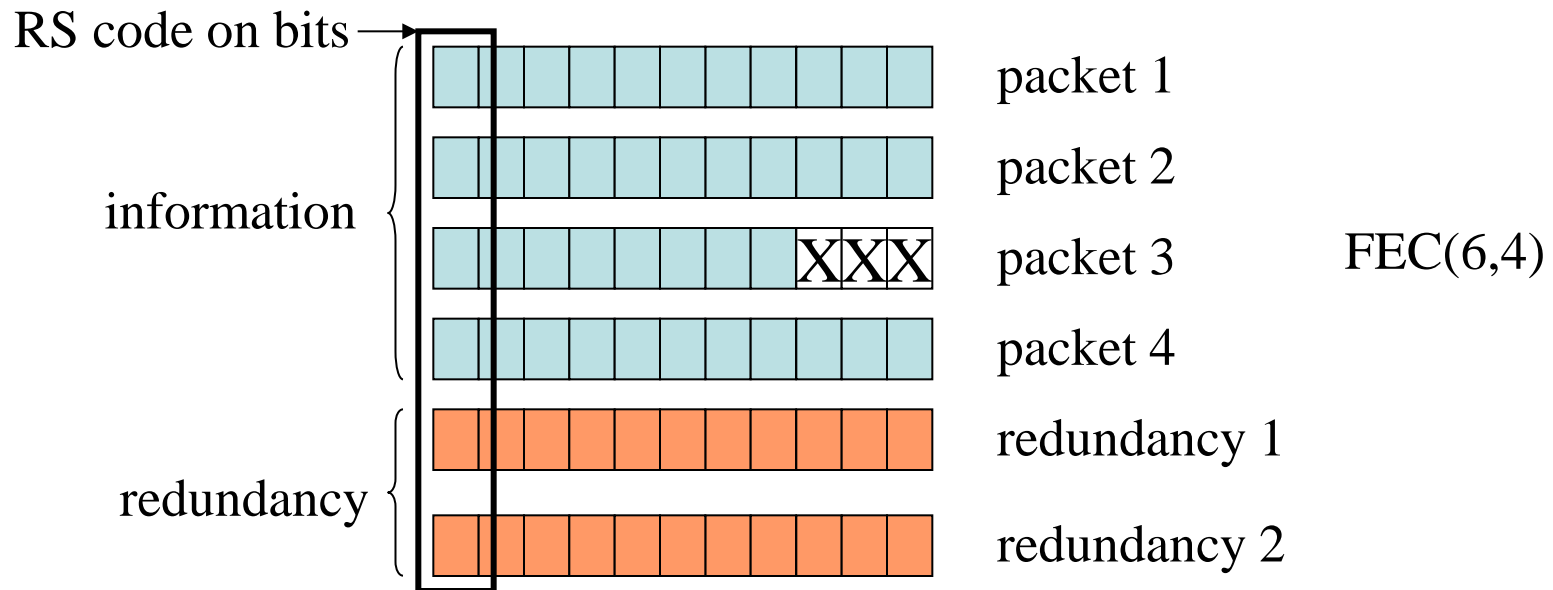 RS code on bits
packet 1
packet 2
information
XXX packet 3
FEC(6,4)
packet 4
redundancy 1
redundancy
redundancy 2